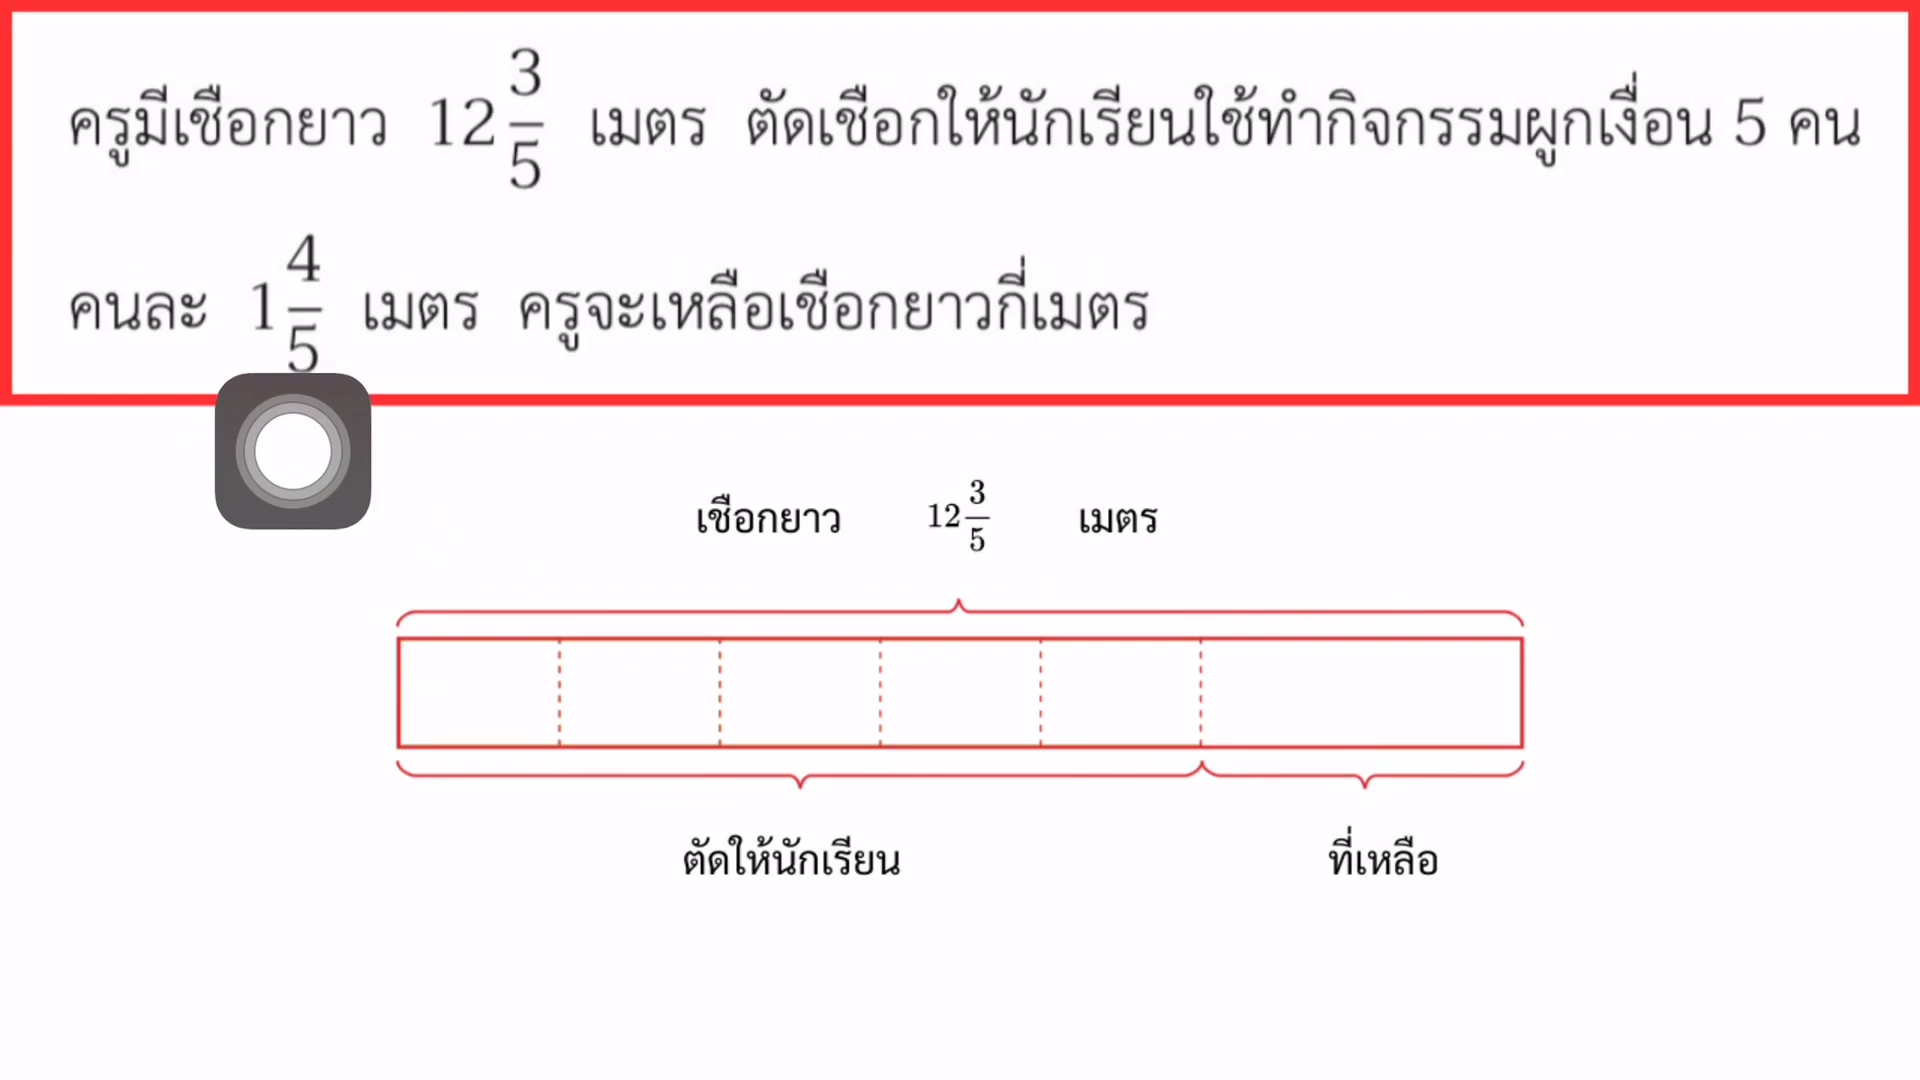 ครูมีเชือกยาว 12 3/5 เมตร ตัดเชือกให้นักเรียนใช้ทำกิจกรรมผูกเงื่อน 5 คน
คนละ 1 4/5 เมตร ครูจะเหลือเชือกยาวกี่เมตร
เชือกยาว 12 3/5 เมตร
ตัดให้นักเรียน ที่เหลือ